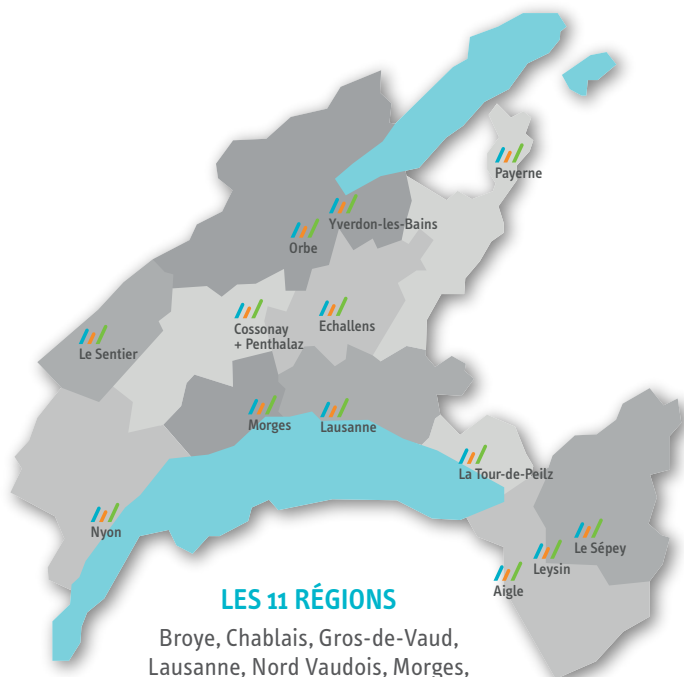 Payerne
Yverdon-les-Bains
Orbe
Cossonay
+ Penthalaz
Echallens
Le Sentier
Morges
Lausanne
La Tour-de-Peilz
Nyon
Le Sépey
Leysin
Aigle
LES 11 RÉGIONS
Broye, Chablais, Gros-de-Vaud,
Lausanne, Nord Vaudois, Morges,